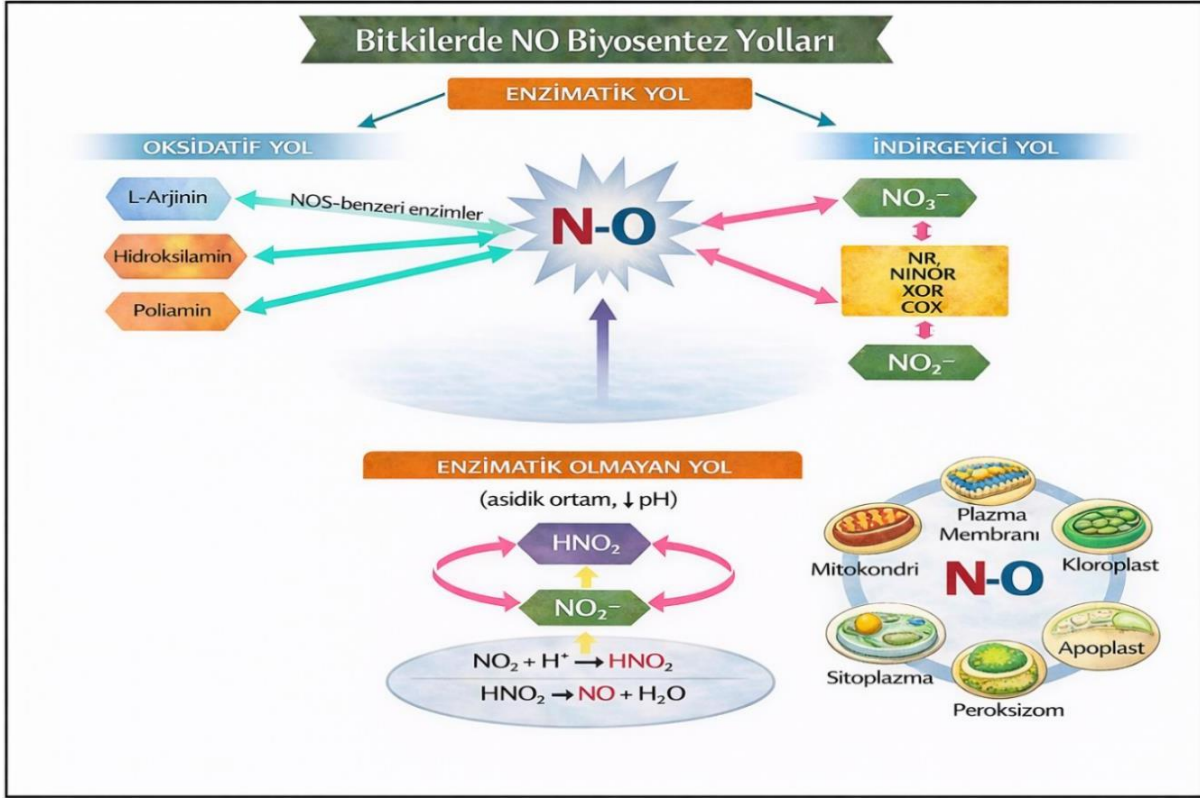 Bitkilerde NO Biyosentez Yolları
ENZİMATİK YOL
OKSİDATİF YOL
İNDİRGEYİCİ YOL
L-Arjinin
NOS-benzeri enzimler
Hidroksilamin
Poliamin
N-O
NO₃⁻
NR,
NINOR
XOR
COX
NO₂⁻
ENZİMATİK OLMAYAN YOL
(asidik ortam, ↓ pH)
HNO₂
NO₂⁻
NO₂ + H⁺ → HNO₂
HNO₂ → NO + H₂O
Plazma
Membranı
Mitokondri
Kloroplast
N-O
Apoplast
Sitoplazma
Peroksizom